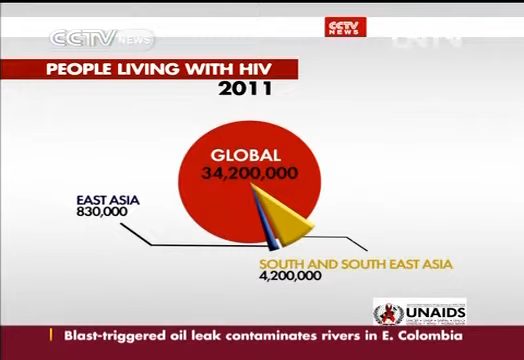 CCTV NEWS
CCTV
NEWS
PEOPLE LIVING WITH HIV
2011
GLOBAL
34,200,000
EAST ASIA
830,000
SOUTH AND SOUTH EAST ASIA
4,200,000
UNAIDS
Blast-triggered oil leak contaminates rivers in E. Colombia